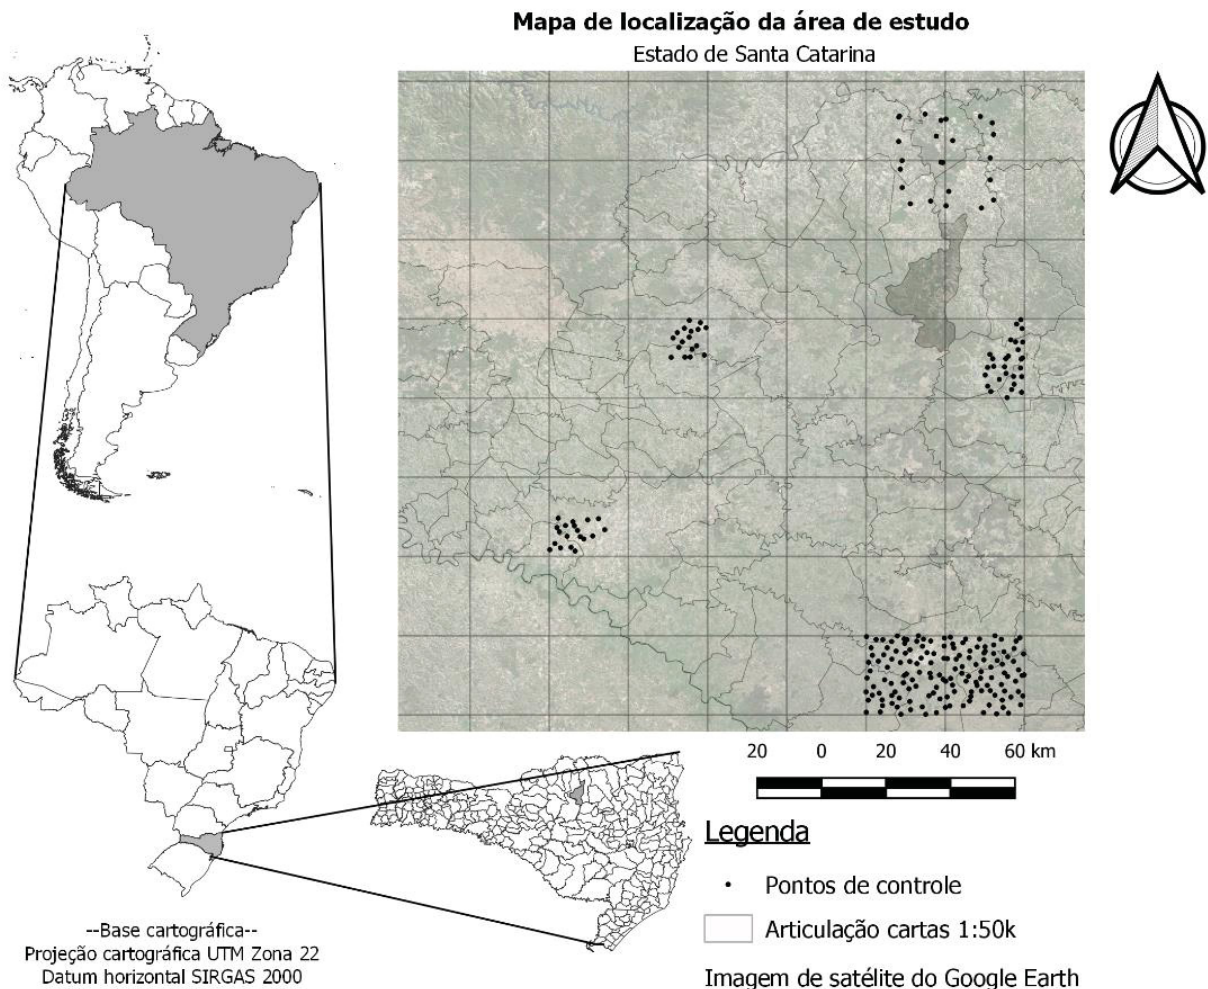 Mapa de localização da área de estudo
Estado de Santa Catarina
20 0 20 40 60 km
Legenda
Pontos de controle
Articulação cartas 1:50k
Imagem de satélite do Google Earth
--Base cartográfica--
Projeção cartográfica UTM Zona 22
Datum horizontal SIRGAS 2000